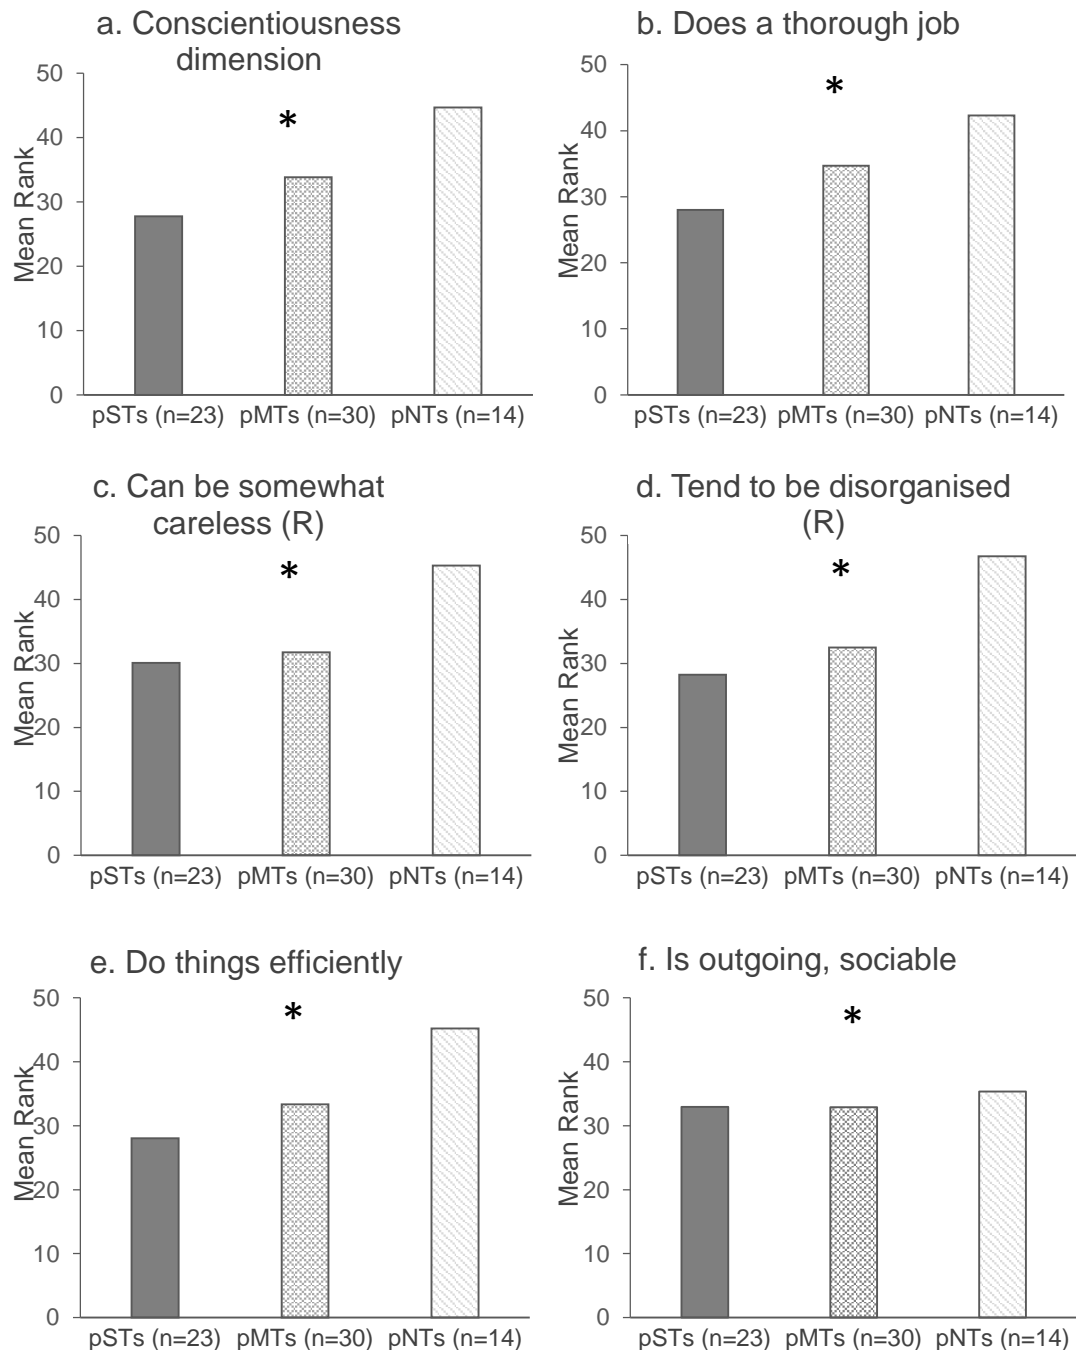 a. Conscientiousness
dimension
50
40
30
20
10
0
Mean Rank
*
pSTs (n=23) pMTs (n=30) pNTs (n=14)
b. Does a thorough job
50
40
30
20
10
0
Mean Rank
*
pSTs (n=23) pMTs (n=30) pNTs (n=14)
c. Can be somewhat
careless (R)
50
40
30
20
10
0
Mean Rank
*
pSTs (n=23) pMTs (n=30) pNTs (n=14)
d. Tend to be disorganised
(R)
50
40
30
20
10
0
Mean Rank
*
pSTs (n=23) pMTs (n=30) pNTs (n=14)
e. Do things efficiently
50
40
30
20
10
0
Mean Rank
*
pSTs (n=23) pMTs (n=30) pNTs (n=14)
f. Is outgoing, sociable
50
40
30
20
10
0
Mean Rank
*
pSTs (n=23) pMTs (n=30) pNTs (n=14)